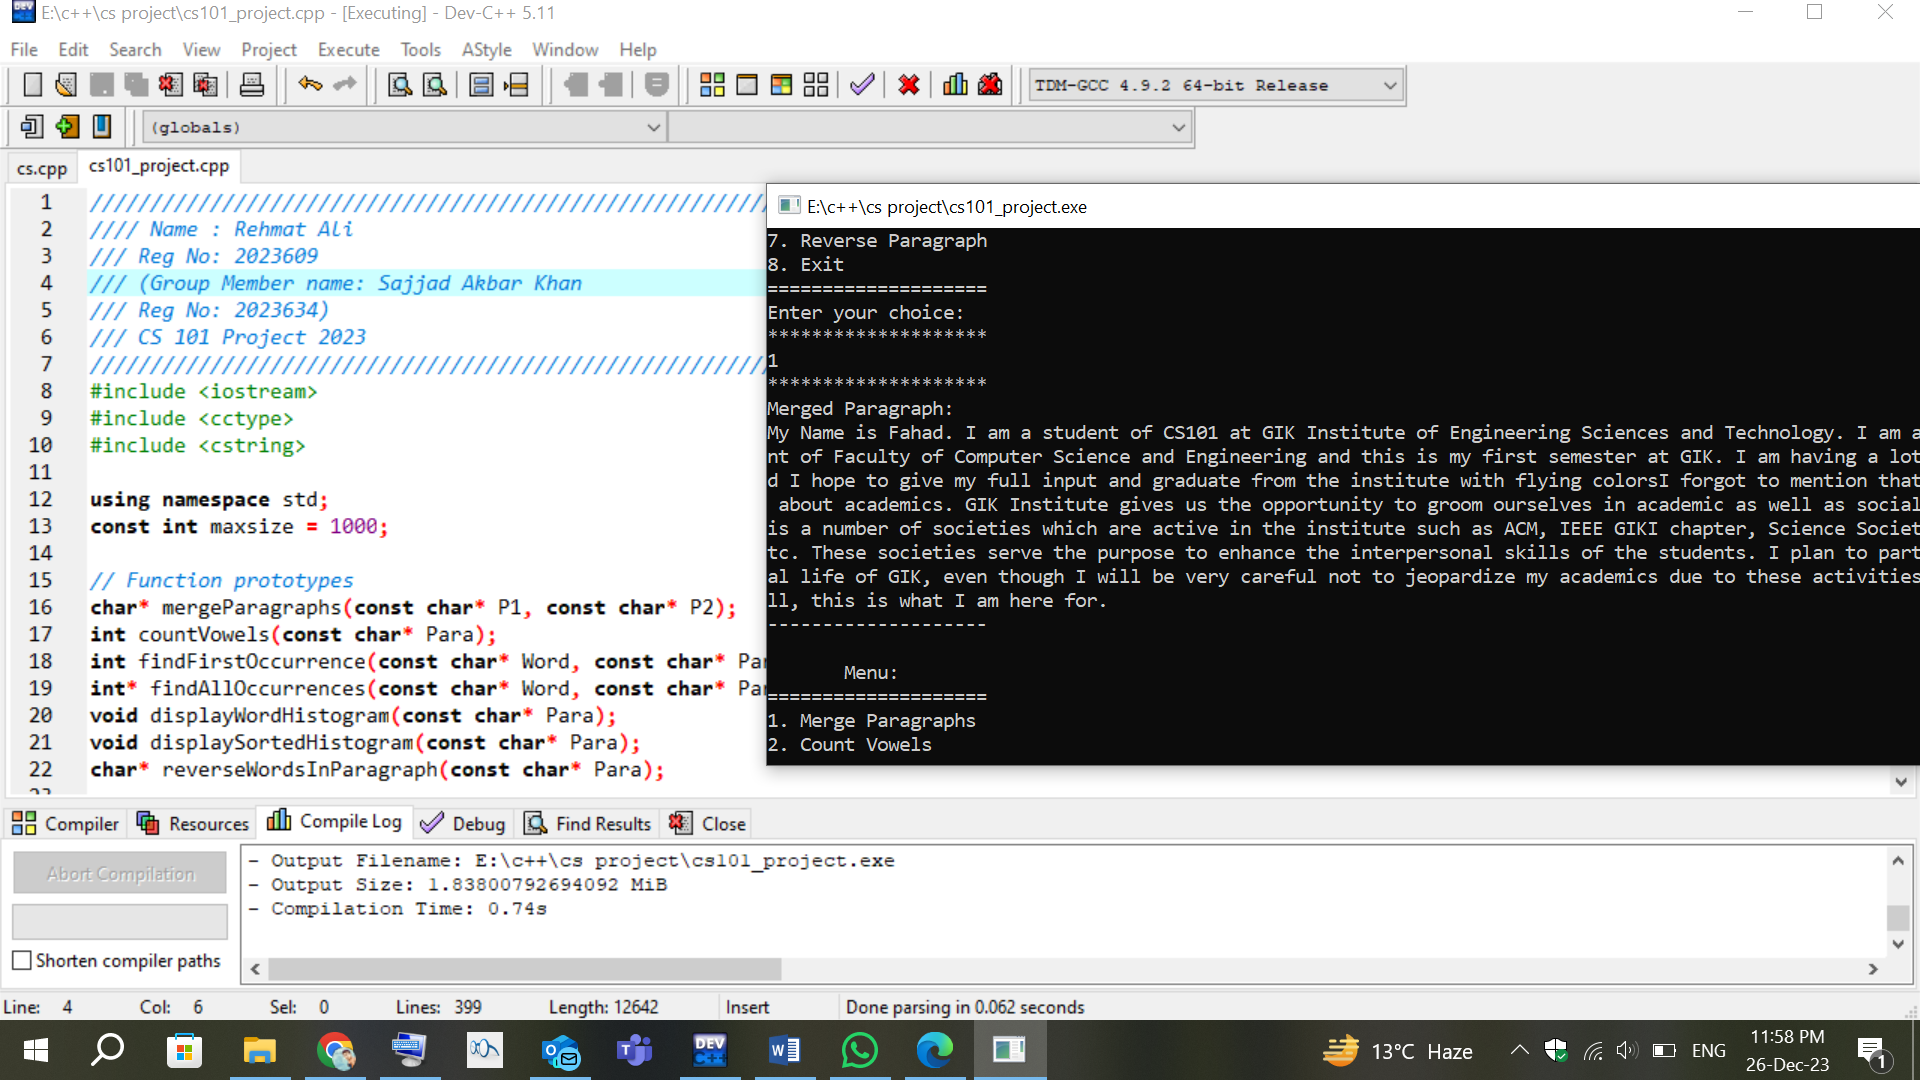 E:\c++\cs project\cs101_project.cpp - [Executing] - Dev-C++ 5.11
File Edit Search View Project Execute Tools AStyle Window Help
TDM-GCC 4.9.2 64-bit Release
(globals)
cs.cpp cs101_project.cpp
1 ////////////////////////////////////////////////////////
2 //// Name : Rehmat Ali
3 /// Reg No: 2023609
4 /// (Group Member name: Sajjad Akbar Khan
5 /// Reg No: 2023634)
6 /// CS 101 Project 2023
7 ////////////////////////////////////////////////////////
8 #include <iostream>
9 #include <cctype>
10 #include <cstring>
11
12 using namespace std;
13 const int maxsize = 1000;
14
15 // Function prototypes
16 char* mergeParagraphs(const char* P1, const char* P2);
17 int countVowels(const char* Para);
18 int findFirstOccurrence(const char* Word, const char* Pa
19 int* findAllOccurrences(const char* Word, const char* Pa
20 void displayWordHistogram(const char* Para);
21 void displaySortedHistogram(const char* Para);
22 char* reverseWordsInParagraph(const char* Para);
E:\c++\cs project\cs101_project.exe
7. Reverse Paragraph
8. Exit
====================
Enter your choice:
********************
1
********************
Merged Paragraph:
My Name is Fahad. I am a student of CS101 at GIK Institute of Engineering Sciences and Technology. I am a
nt of Faculty of Computer Science and Engineering and this is my first semester at GIK. I am having a lot
d I hope to give my full input and graduate from the institute with flying colorsI forgot to mention that
about academics. GIK Institute gives us the opportunity to groom ourselves in academic as well as social
is a number of societies which are active in the institute such as ACM, IEEE GIKI chapter, Science Societ
tc. These societies serve the purpose to enhance the interpersonal skills of the students. I plan to part
al life of GIK, even though I will be very careful not to jeopardize my academics due to these activities
ll, this is what I am here for.
--------------------
Menu:
====================
1. Merge Paragraphs
2. Count Vowels
Compiler Resources Compile Log Debug Find Results Close
Abort Compilation
Shorten compiler paths
- Output Filename: E:\c++\cs project\cs101_project.exe
- Output Size: 1.83800792694092 MiB
- Compilation Time: 0.74s
Line: 4 Col: 6 Sel: 0 Lines: 399 Length: 12642 Insert Done parsing in 0.062 seconds
DEV C++
13°C Haze
ENG
11:58 PM
26-Dec-23
1